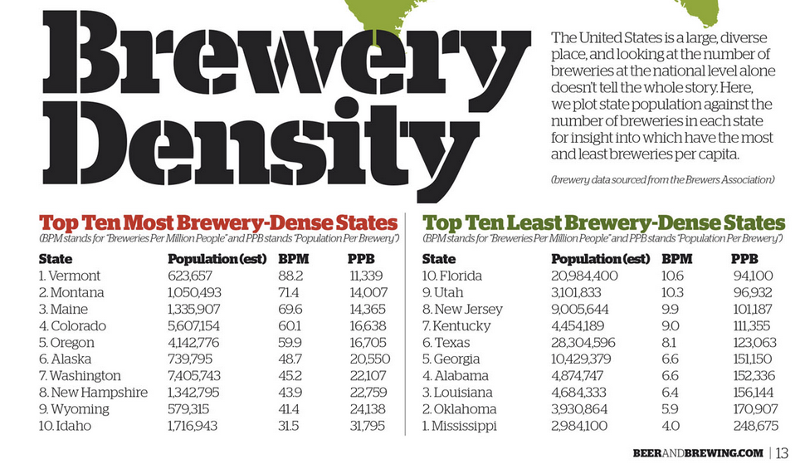 Brewery
Density
The United States is a large, diverse
place, and looking at the number of
breweries at the national level alone
doesn't tell the whole story. Here,
we plot state population against the
number of breweries in each state
for insight into which have the most
and least breweries per capita.
(brewery data sourced from the Brewers Association)
Top Ten Most Brewery-Dense States
(BPM stands for "Breweries Per Million People" and PPB stands "Population Per Brewery")
State Population (est) BPM PPB
1. Vermont 623,657 88.2 11,339
2. Montana 1,050,493 71.4 14,007
3. Maine 1,335,907 69.6 14,365
4. Colorado 5,607,154 60.1 16,638
5. Oregon 4,142,776 59.9 16,705
6. Alaska 739,795 48.7 20,550
7. Washington 7,405,743 45.2 22,107
8. New Hampshire 1,342,795 43.9 22,759
9. Wyoming 579,315 41.4 24,138
10. Idaho 1,716,943 31.5 31,795
Top Ten Least Brewery-Dense States
(BPM stands for "Breweries Per Million People" and PPB stands "Population Per Brewery")
State Population (est) BPM PPB
10. Florida 20,984,400 10.6 94,100
9. Utah 3,101,833 10.3 96,932
8. New Jersey 9,005,644 9.9 101,187
7. Kentucky 4,454,189 9.0 111,355
6. Texas 28,304,596 8.1 123,063
5. Georgia 10,429,379 6.6 151,150
4. Alabama 4,874,747 6.6 152,336
3. Louisiana 4,684,333 6.4 156,144
2. Oklahoma 3,930,864 5.9 170,907
1. Mississippi 2,984,100 4.0 248,675
BEERANDBREWING.COM | 13